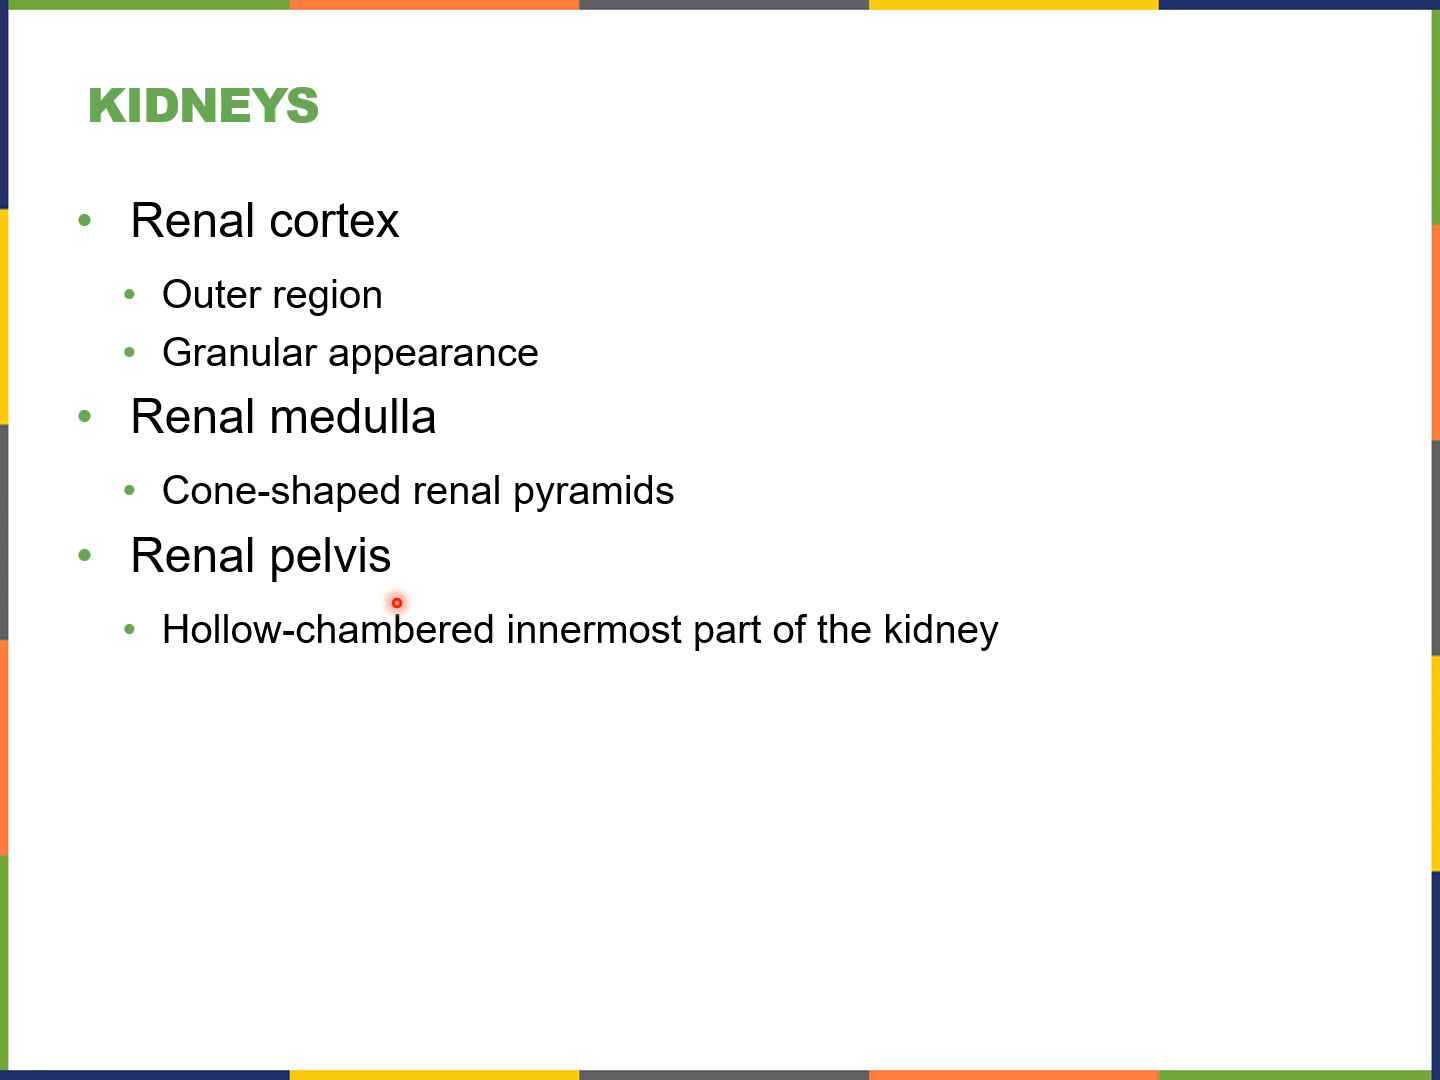 KIDNEYS
• Renal cortex
• Outer region
• Granular appearance
• Renal medulla
• Cone-shaped renal pyramids
• Renal pelvis
• Hollow-chambered innermost part of the kidney